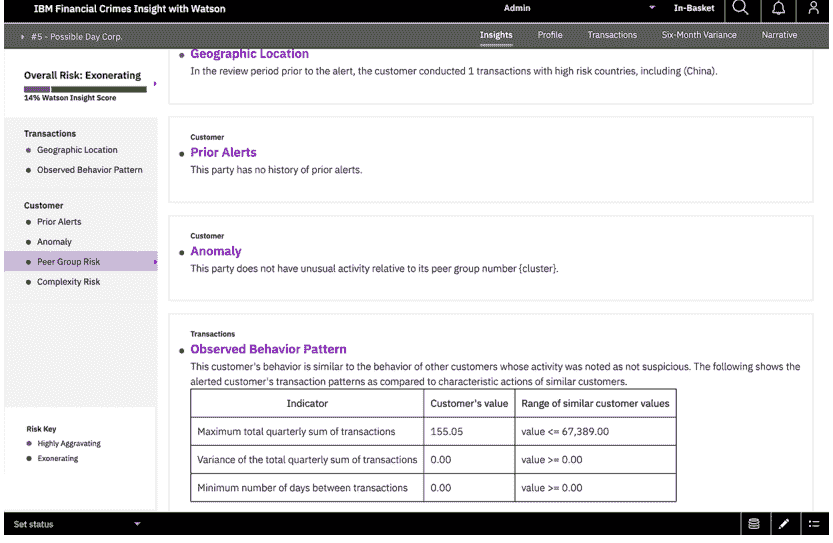 IBM Financial Crimes Insight with Watson
Admin
In-Basket
#5 - Possible Day Corp.
Insights
Profile
Transactions
Six-Month Variance
Narrative
Overall Risk: Exonerating
14% Watson Insight Score
Transactions
Geographic Location
Observed Behavior Pattern
Customer
Prior Alerts
Anomaly
Peer Group Risk
Complexity Risk
Risk Key
Highly Aggravating
Exonerating
Geographic Location
In the review period prior to the alert, the customer conducted 1 transactions with high risk countries, including (China).
Customer
Prior Alerts
This party has no history of prior alerts.
Customer
Anomaly
This party does not have unusual activity relative to its peer group number {cluster}.
Transactions
Observed Behavior Pattern
This customer's behavior is similar to the behavior of other customers whose activity was noted as not suspicious. The following shows the
alerted customer's transaction patterns as compared to characteristic actions of similar customers.
Indicator Customer's value Range of similar customer values
Maximum total quarterly sum of transactions 155.05 value <= 67,389.00
Variance of the total quarterly sum of transactions 0.00 value >= 0.00
Minimum number of days between transactions 0.00 value >= 0.00
Set status